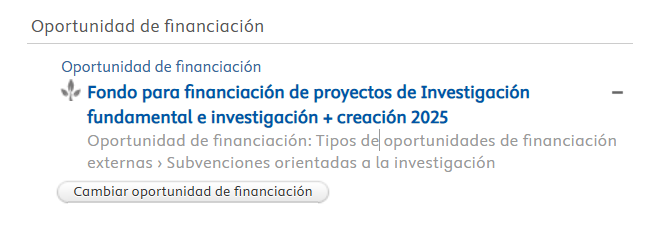 Oportunidad de financiación
Oportunidad de financiación
Fondo para financiación de proyectos de Investigación
fundamental e investigación + creación 2025
Oportunidad de financiación: Tipos de oportunidades de financiación
externas › Subvenciones orientadas a la investigación
Cambiar oportunidad de financiación